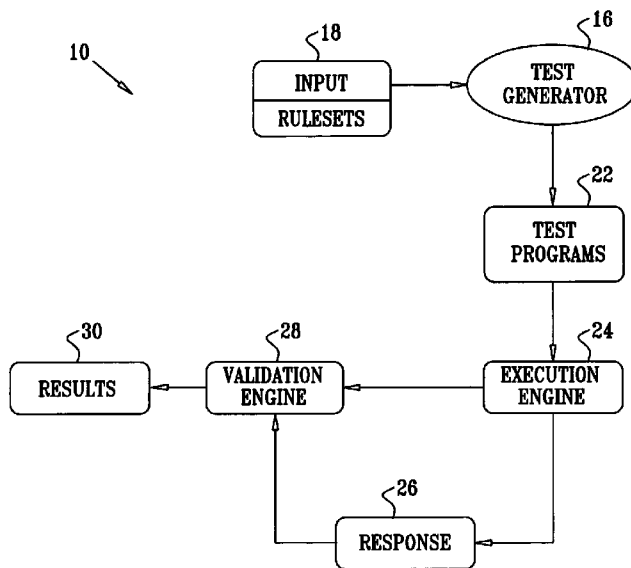 18
16
10
INPUT
RULESETS
TEST
GENERATOR
22
TEST
PROGRAMS
30
28
24
RESULTS
VALIDATION
ENGINE
EXECUTION
ENGINE
26
RESPONSE